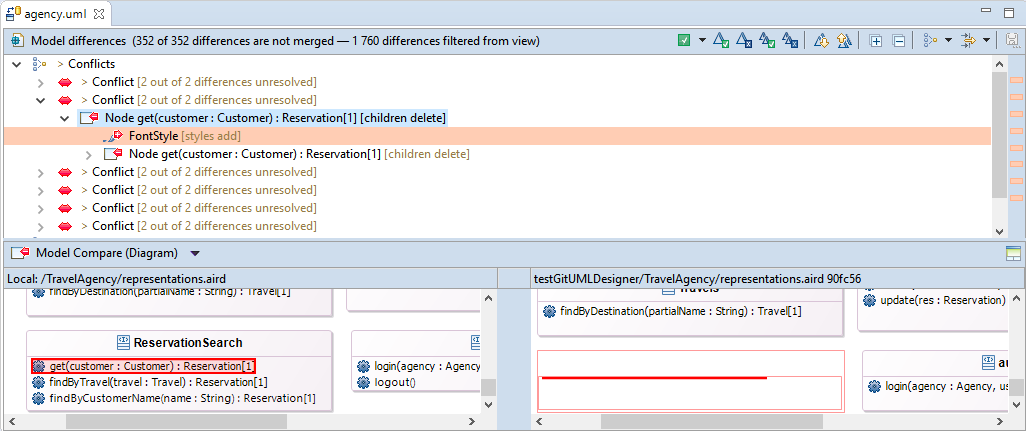 agency.uml
Model differences (352 of 352 differences are not merged — 1 760 differences filtered from view)
> Conflicts
> Conflict [2 out of 2 differences unresolved]
> Conflict [2 out of 2 differences unresolved]
Node get(customer : Customer) : Reservation[1] [children delete]
FontStyle [styles add]
Node get(customer : Customer) : Reservation[1] [children delete]
> Conflict [2 out of 2 differences unresolved]
> Conflict [2 out of 2 differences unresolved]
> Conflict [2 out of 2 differences unresolved]
> Conflict [2 out of 2 differences unresolved]
Model Compare (Diagram)
Local: /TravelAgency/representations.aird
findByDestination(partialName : String) : Travel[1]
ReservationSearch
get(customer : Customer) : Reservation[1]
findByTravel(travel : Travel) : Reservation[1]
findByCustomerName(name : String) : Reservation[1]
login(agency : Agency
logout()
testGitUMLDesigner/TravelAgency/representations.aird 90fc56
Travels
findByDestination(partialName : String) : Travel[1]
update(res : Reservation)
au
login(agency : Agency, us